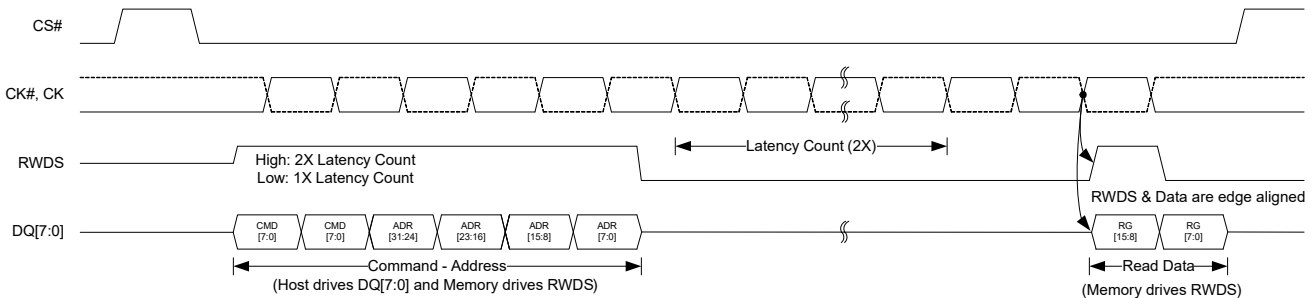 CS#
CK#, CK
RWDS
High: 2X Latency Count
Low: 1X Latency Count
Latency Count (2X)
RWDS & Data are edge aligned
DQ[7:0]
CMD
[7:0]
CMD
[7:0]
ADR
[31:24]
ADR
[23:16]
ADR
[15:8]
ADR
[7:0]
RG
[15:8]
RG
[7:0]
Command - Address
(Host drives DQ[7:0] and Memory drives RWDS)
Read Data
(Memory drives RWDS)